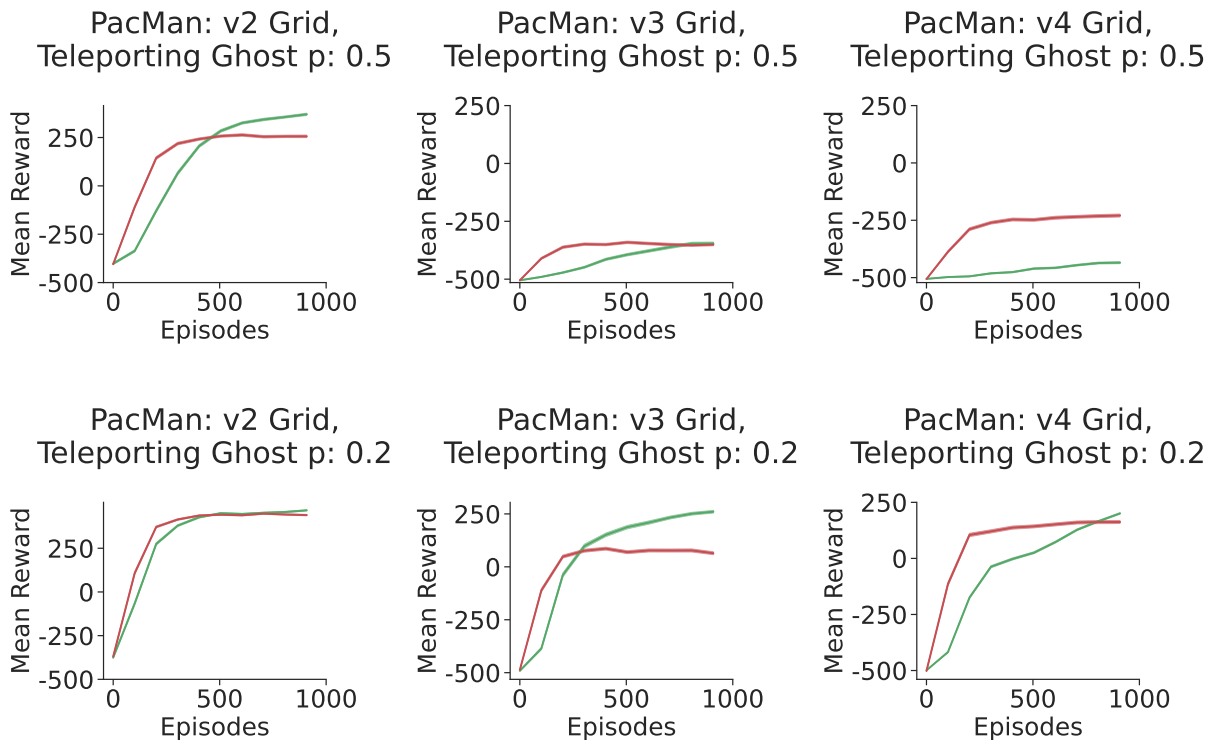 PacMan: v2 Grid,
Teleporting Ghost p: 0.5
Mean Reward
250
0
-250
-500
0
500
1000
Episodes
PacMan: v3 Grid,
Teleporting Ghost p: 0.5
Mean Reward
250
0
-250
-500
0
500
1000
Episodes
PacMan: v4 Grid,
Teleporting Ghost p: 0.5
Mean Reward
250
0
-250
-500
0
500
1000
Episodes
PacMan: v2 Grid,
Teleporting Ghost p: 0.2
Mean Reward
250
0
-250
-500
0
500
1000
Episodes
PacMan: v3 Grid,
Teleporting Ghost p: 0.2
Mean Reward
250
0
-250
-500
0
500
1000
Episodes
PacMan: v4 Grid,
Teleporting Ghost p: 0.2
Mean Reward
250
0
-250
-500
0
500
1000
Episodes